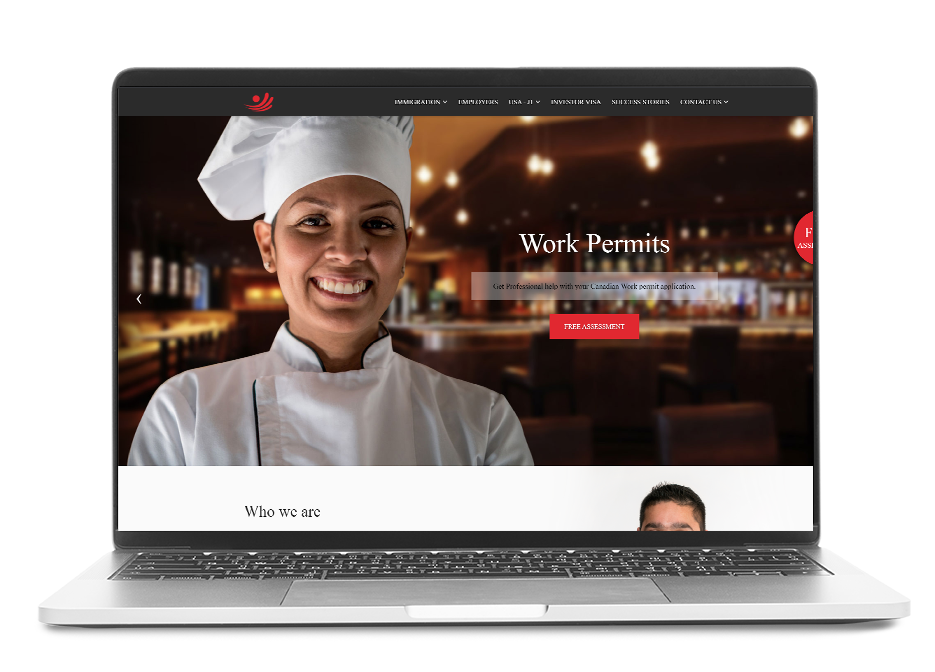 IMMIGRATION EMPLOYERS USA - J1 INVESTOR VISA SUCCESS STORIES CONTACT US
Work Permits
Get Professional help with your Canadian Work permit application.
FREE ASSESSMENT
Who we are